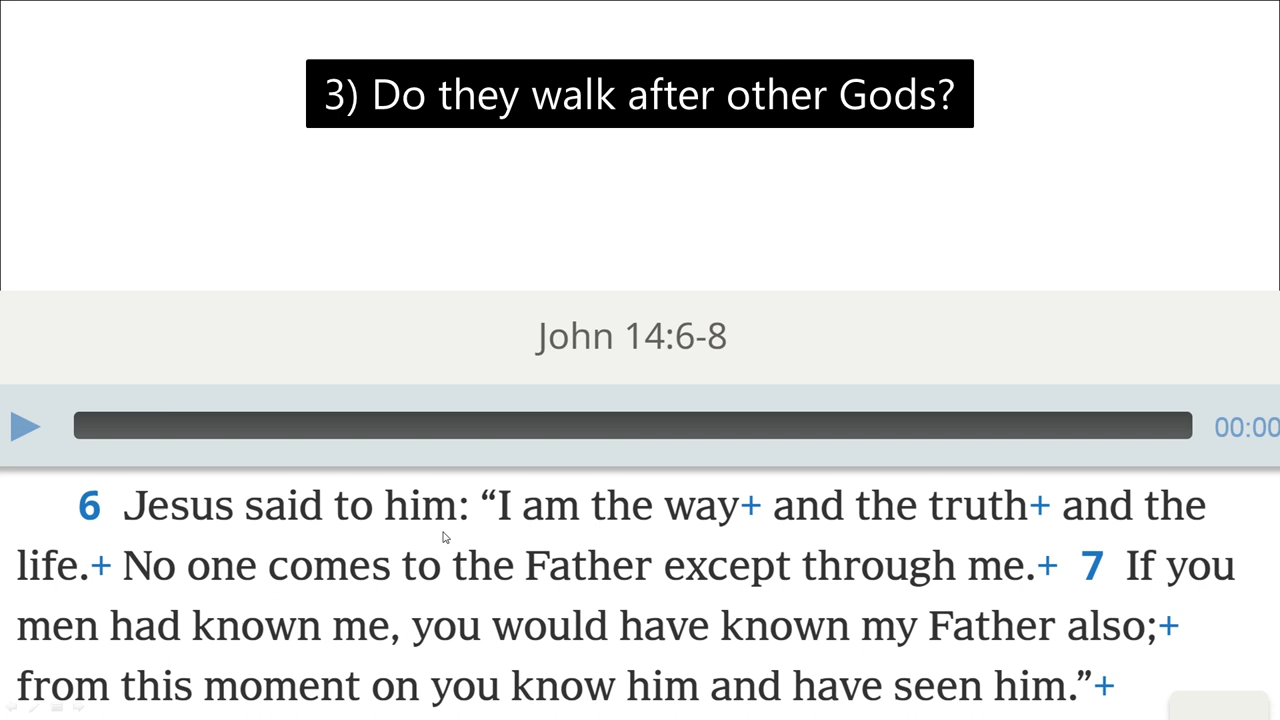 3) Do they walk after other Gods?
John 14:6-8
00:00
6 Jesus said to him: “I am the way+ and the truth+ and the
life.+ No one comes to the Father except through me.+ 7 If you
men had known me, you would have known my Father also;+
from this moment on you know him and have seen him.”+